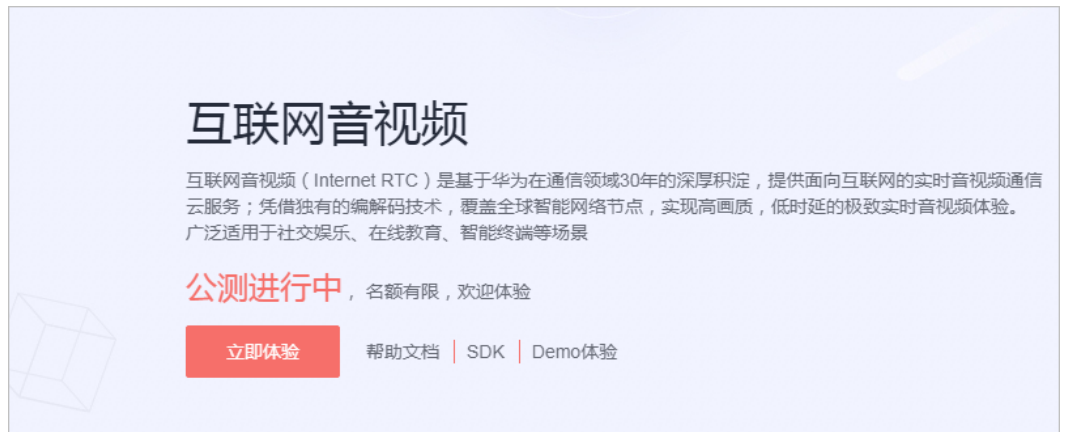 互联网音视频
互联网音视频（Internet RTC）是基于华为在通信领域30年的深厚积淀，提供面向互联网的实时音视频通信
云服务；凭借独有的编解码技术，覆盖全球智能网络节点，实现高画质，低时延的极致实时音视频体验。
广泛适用于社交娱乐、在线教育、智能终端等场景
公测进行中，名额有限，欢迎体验
立即体验 帮助文档 SDK Demo体验